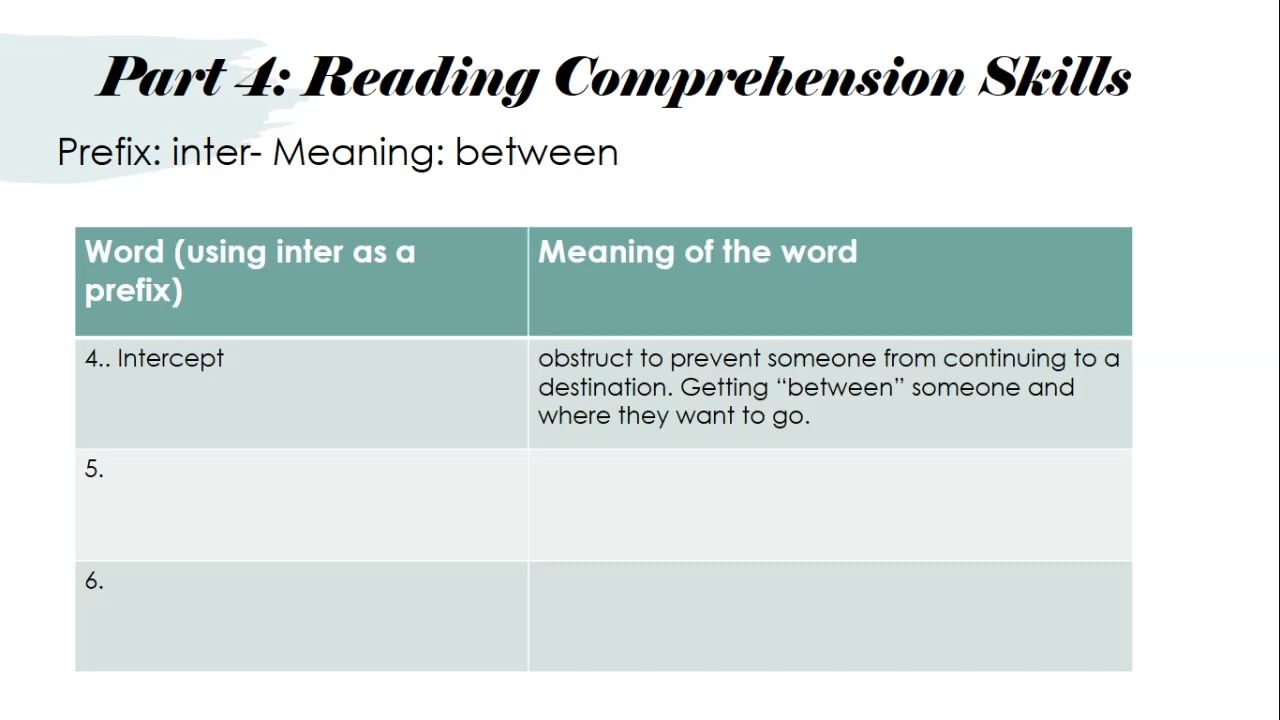 Part 4: Reading Comprehension Skills
Prefix: inter- Meaning: between
Word (using inter as a
prefix)
Meaning of the word
4.. Intercept
obstruct to prevent someone from continuing to a
destination. Getting “between” someone and
where they want to go.
5.
6.